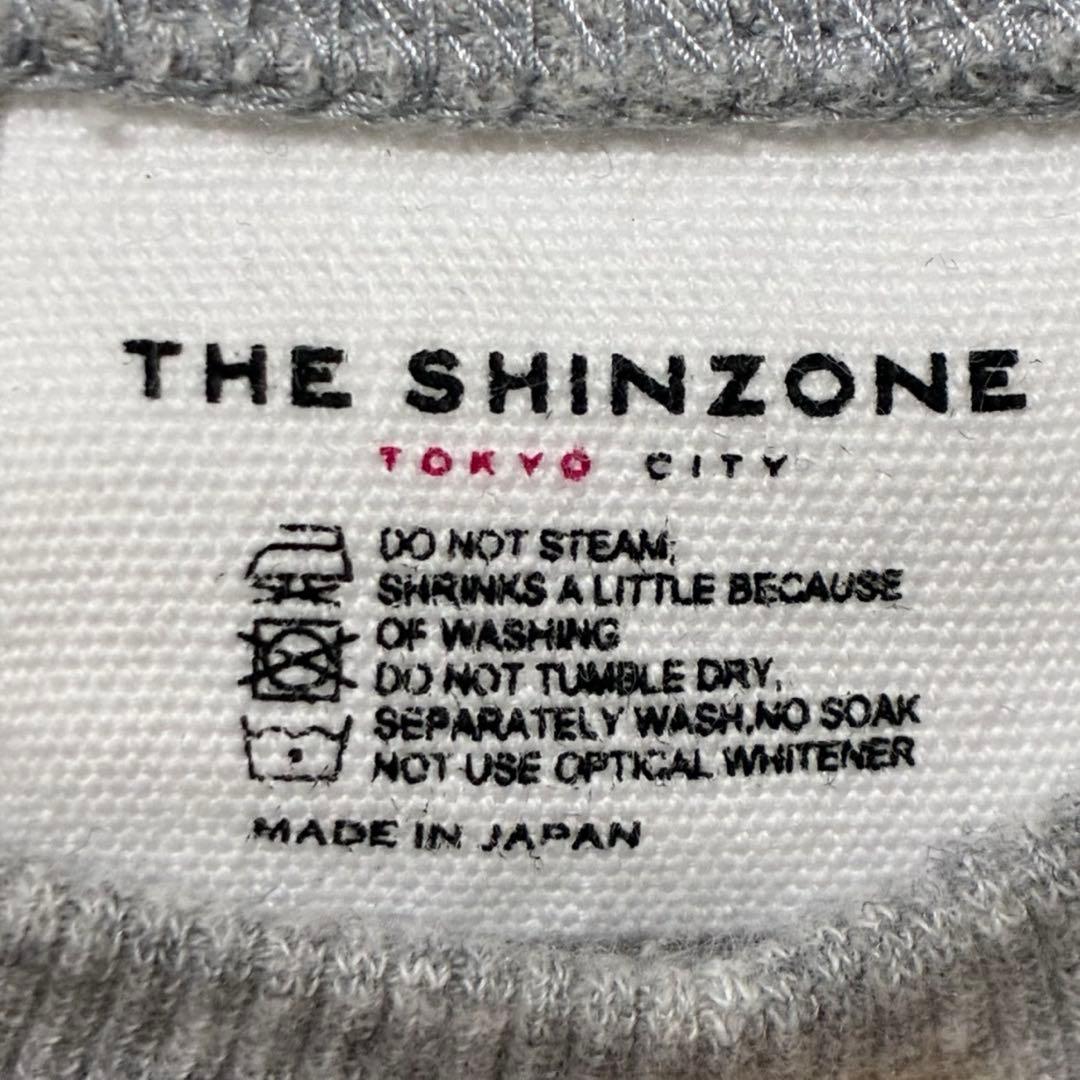 THE SHINZONE
TOKYO CITY
DO NOT STEAM;
SHRINKS A LITTLE BECAUSE
OF WASHING
DO NOT TUMBLE DRY,
SEPARATELY WASH.NO SOAK
NOT USE OPTICAL WHITENER
MADE IN JAPAN